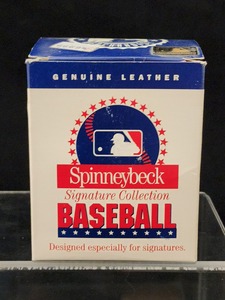 GENUINE LEATHER
Spinneybeck
Signature Collection
BASEBALL
Designed especially for signatures.